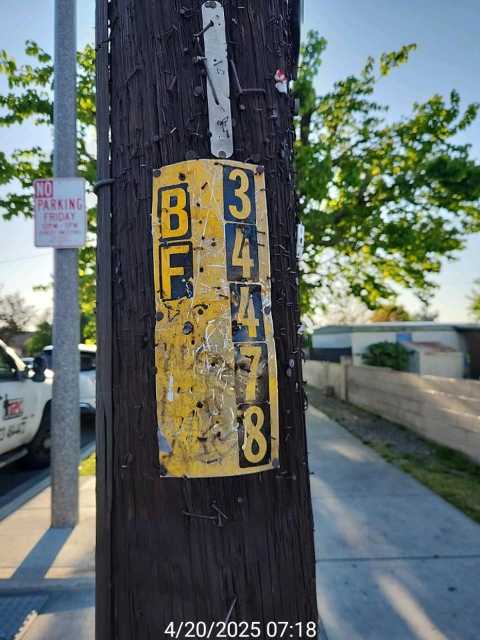 NO
PARKING
FRIDAY
BF
34478
4/20/2025 07:18